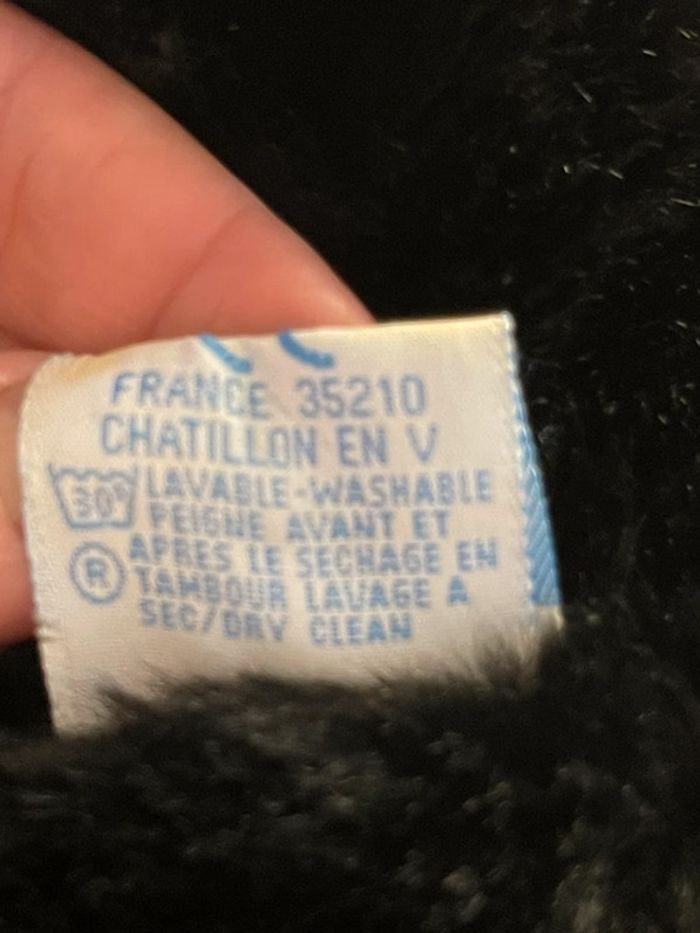 FRANCE 35210
CHATILLON EN V
30° LAVABLE-WASHABLE
PEIGNE AVANT ET
APRES LE SECHAGE EN
® TAMBOUR LAVAGE A
SEC/DRY CLEAN